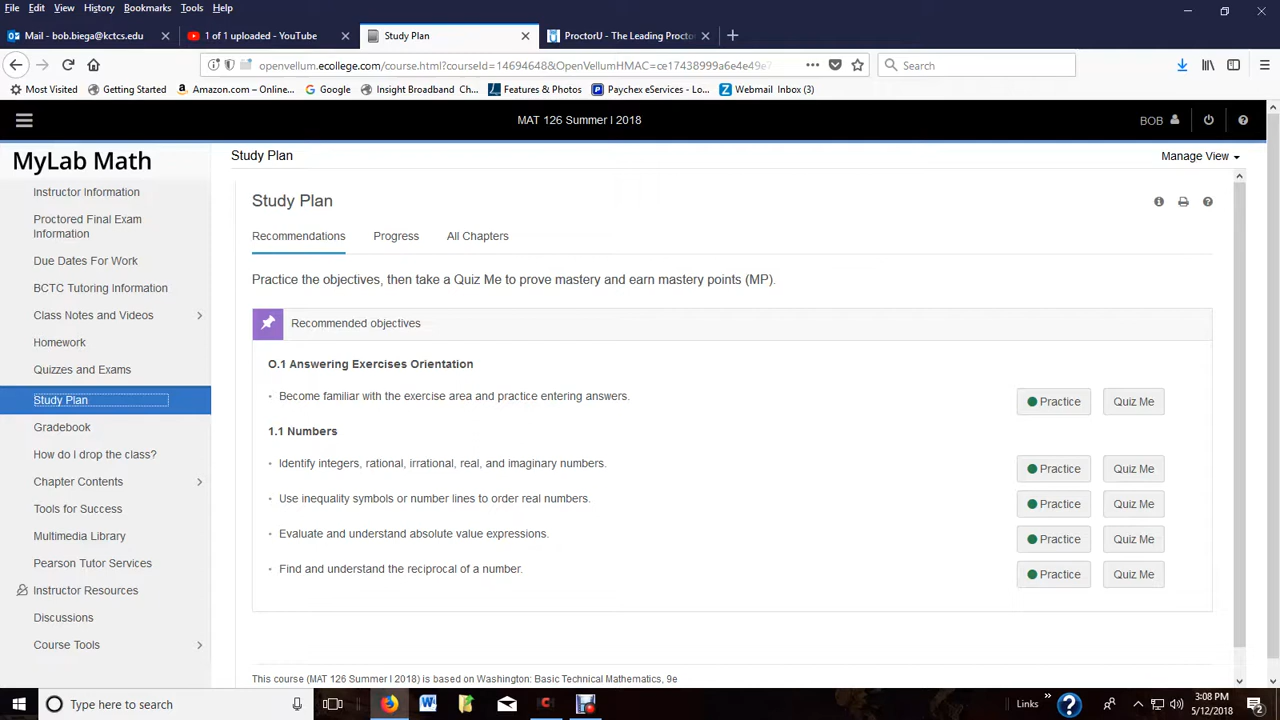 File Edit View History Bookmarks Tools Help
Mail - bob.biega@kctcs.edu
1 of 1 uploaded - YouTube
Study Plan
ProctorU - The Leading Proctor
openvellum.ecollege.com/course.html?courseId=14694648&OpenVellumHMAC=ce17438999a6e4e49e7
Search
Most Visited Getting Started Amazon.com – Online... Google Insight Broadband Ch... Features & Photos Paychex eServices - Lo... Webmail Inbox (3)
MAT 126 Summer I 2018
BOB
MyLab Math
Instructor Information
Proctored Final Exam
Information
Due Dates For Work
BCTC Tutoring Information
Class Notes and Videos
Homework
Quizzes and Exams
Study Plan
Gradebook
How do I drop the class?
Chapter Contents
Tools for Success
Multimedia Library
Pearson Tutor Services
Instructor Resources
Discussions
Course Tools
Study Plan
Manage View
Study Plan
Recommendations Progress All Chapters
Practice the objectives, then take a Quiz Me to prove mastery and earn mastery points (MP).
Recommended objectives
O.1 Answering Exercises Orientation
• Become familiar with the exercise area and practice entering answers. Practice Quiz Me
1.1 Numbers
• Identify integers, rational, irrational, real, and imaginary numbers. Practice Quiz Me
• Use inequality symbols or number lines to order real numbers. Practice Quiz Me
• Evaluate and understand absolute value expressions. Practice Quiz Me
• Find and understand the reciprocal of a number. Practice Quiz Me
This course (MAT 126 Summer I 2018) is based on Washington: Basic Technical Mathematics, 9e
Type here to search
Links
3:08 PM
5/12/2018
2